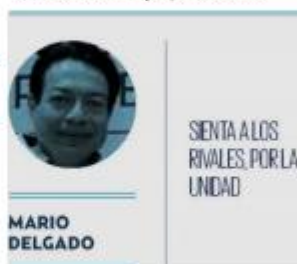 SIENTA A LOS
RIVALES, POR LA
UNIDAD
MARIO
DELGADO